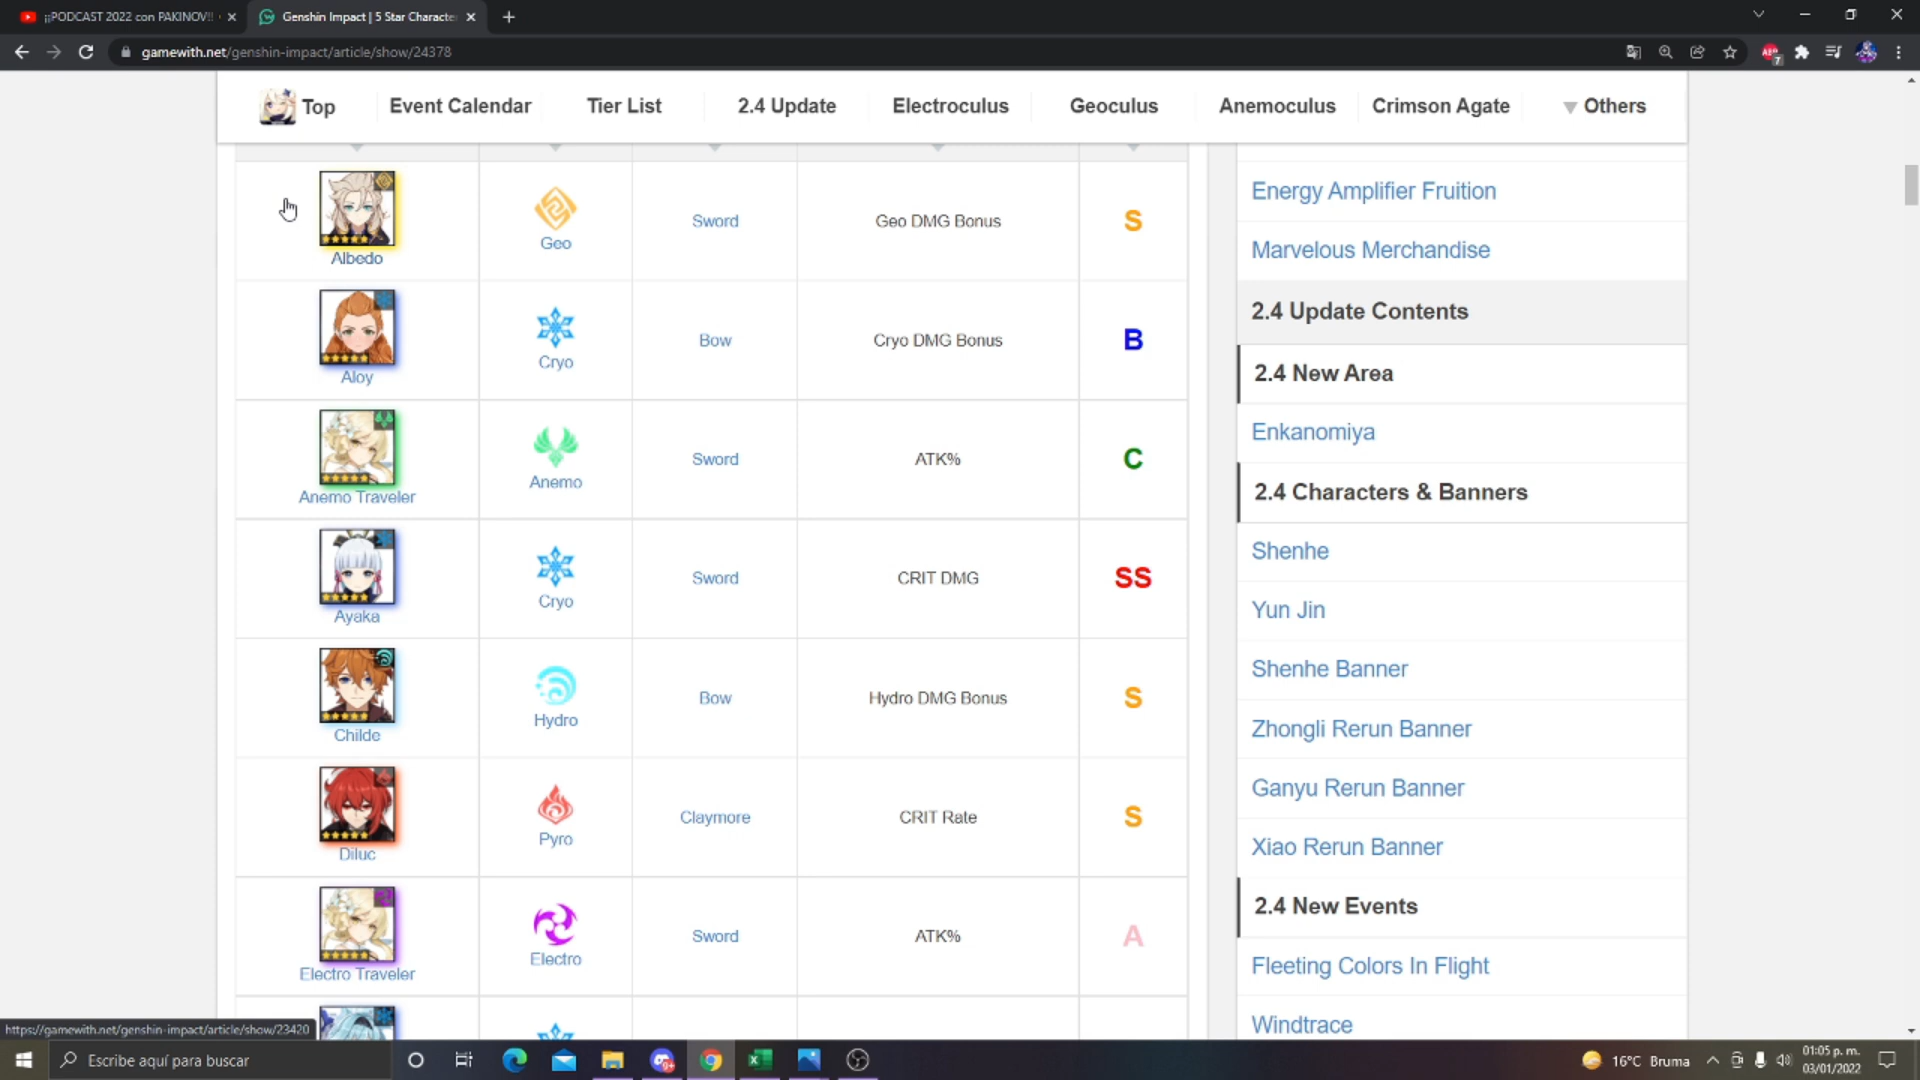 ¡¡PODCAST 2022 con PAKINOV!!
Genshin Impact | 5 Star Characte
gamewith.net/genshin-impact/article/show/24378
ABP
7
Top
Event Calendar
Tier List
2.4 Update
Electroculus
Geoculus
Anemoculus
Crimson Agate
Others
Albedo
Geo
Sword
Geo DMG Bonus
S
Aloy
Cryo
Bow
Cryo DMG Bonus
B
Anemo Traveler
Anemo
Sword
ATK%
C
Ayaka
Cryo
Sword
CRIT DMG
SS
Childe
Hydro
Bow
Hydro DMG Bonus
S
Diluc
Pyro
Claymore
CRIT Rate
S
Electro Traveler
Electro
Sword
ATK%
A
Energy Amplifier Fruition
Marvelous Merchandise
2.4 Update Contents
2.4 New Area
Enkanomiya
2.4 Characters & Banners
Shenhe
Yun Jin
Shenhe Banner
Zhongli Rerun Banner
Ganyu Rerun Banner
Xiao Rerun Banner
2.4 New Events
Fleeting Colors In Flight
Windtrace
https://gamewith.net/genshin-impact/article/show/23420
Escribe aquí para buscar
16°C Bruma
01:05 p. m.
03/01/2022